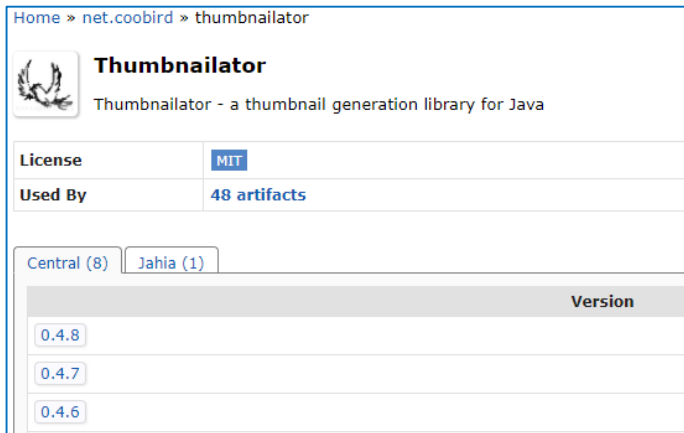 Home » net.coobird » thumbnailator
Thumbnailator
Thumbnailator - a thumbnail generation library for Java
License MIT
Used By 48 artifacts
Central (8) Jahia (1)
Version
0.4.8
0.4.7
0.4.6